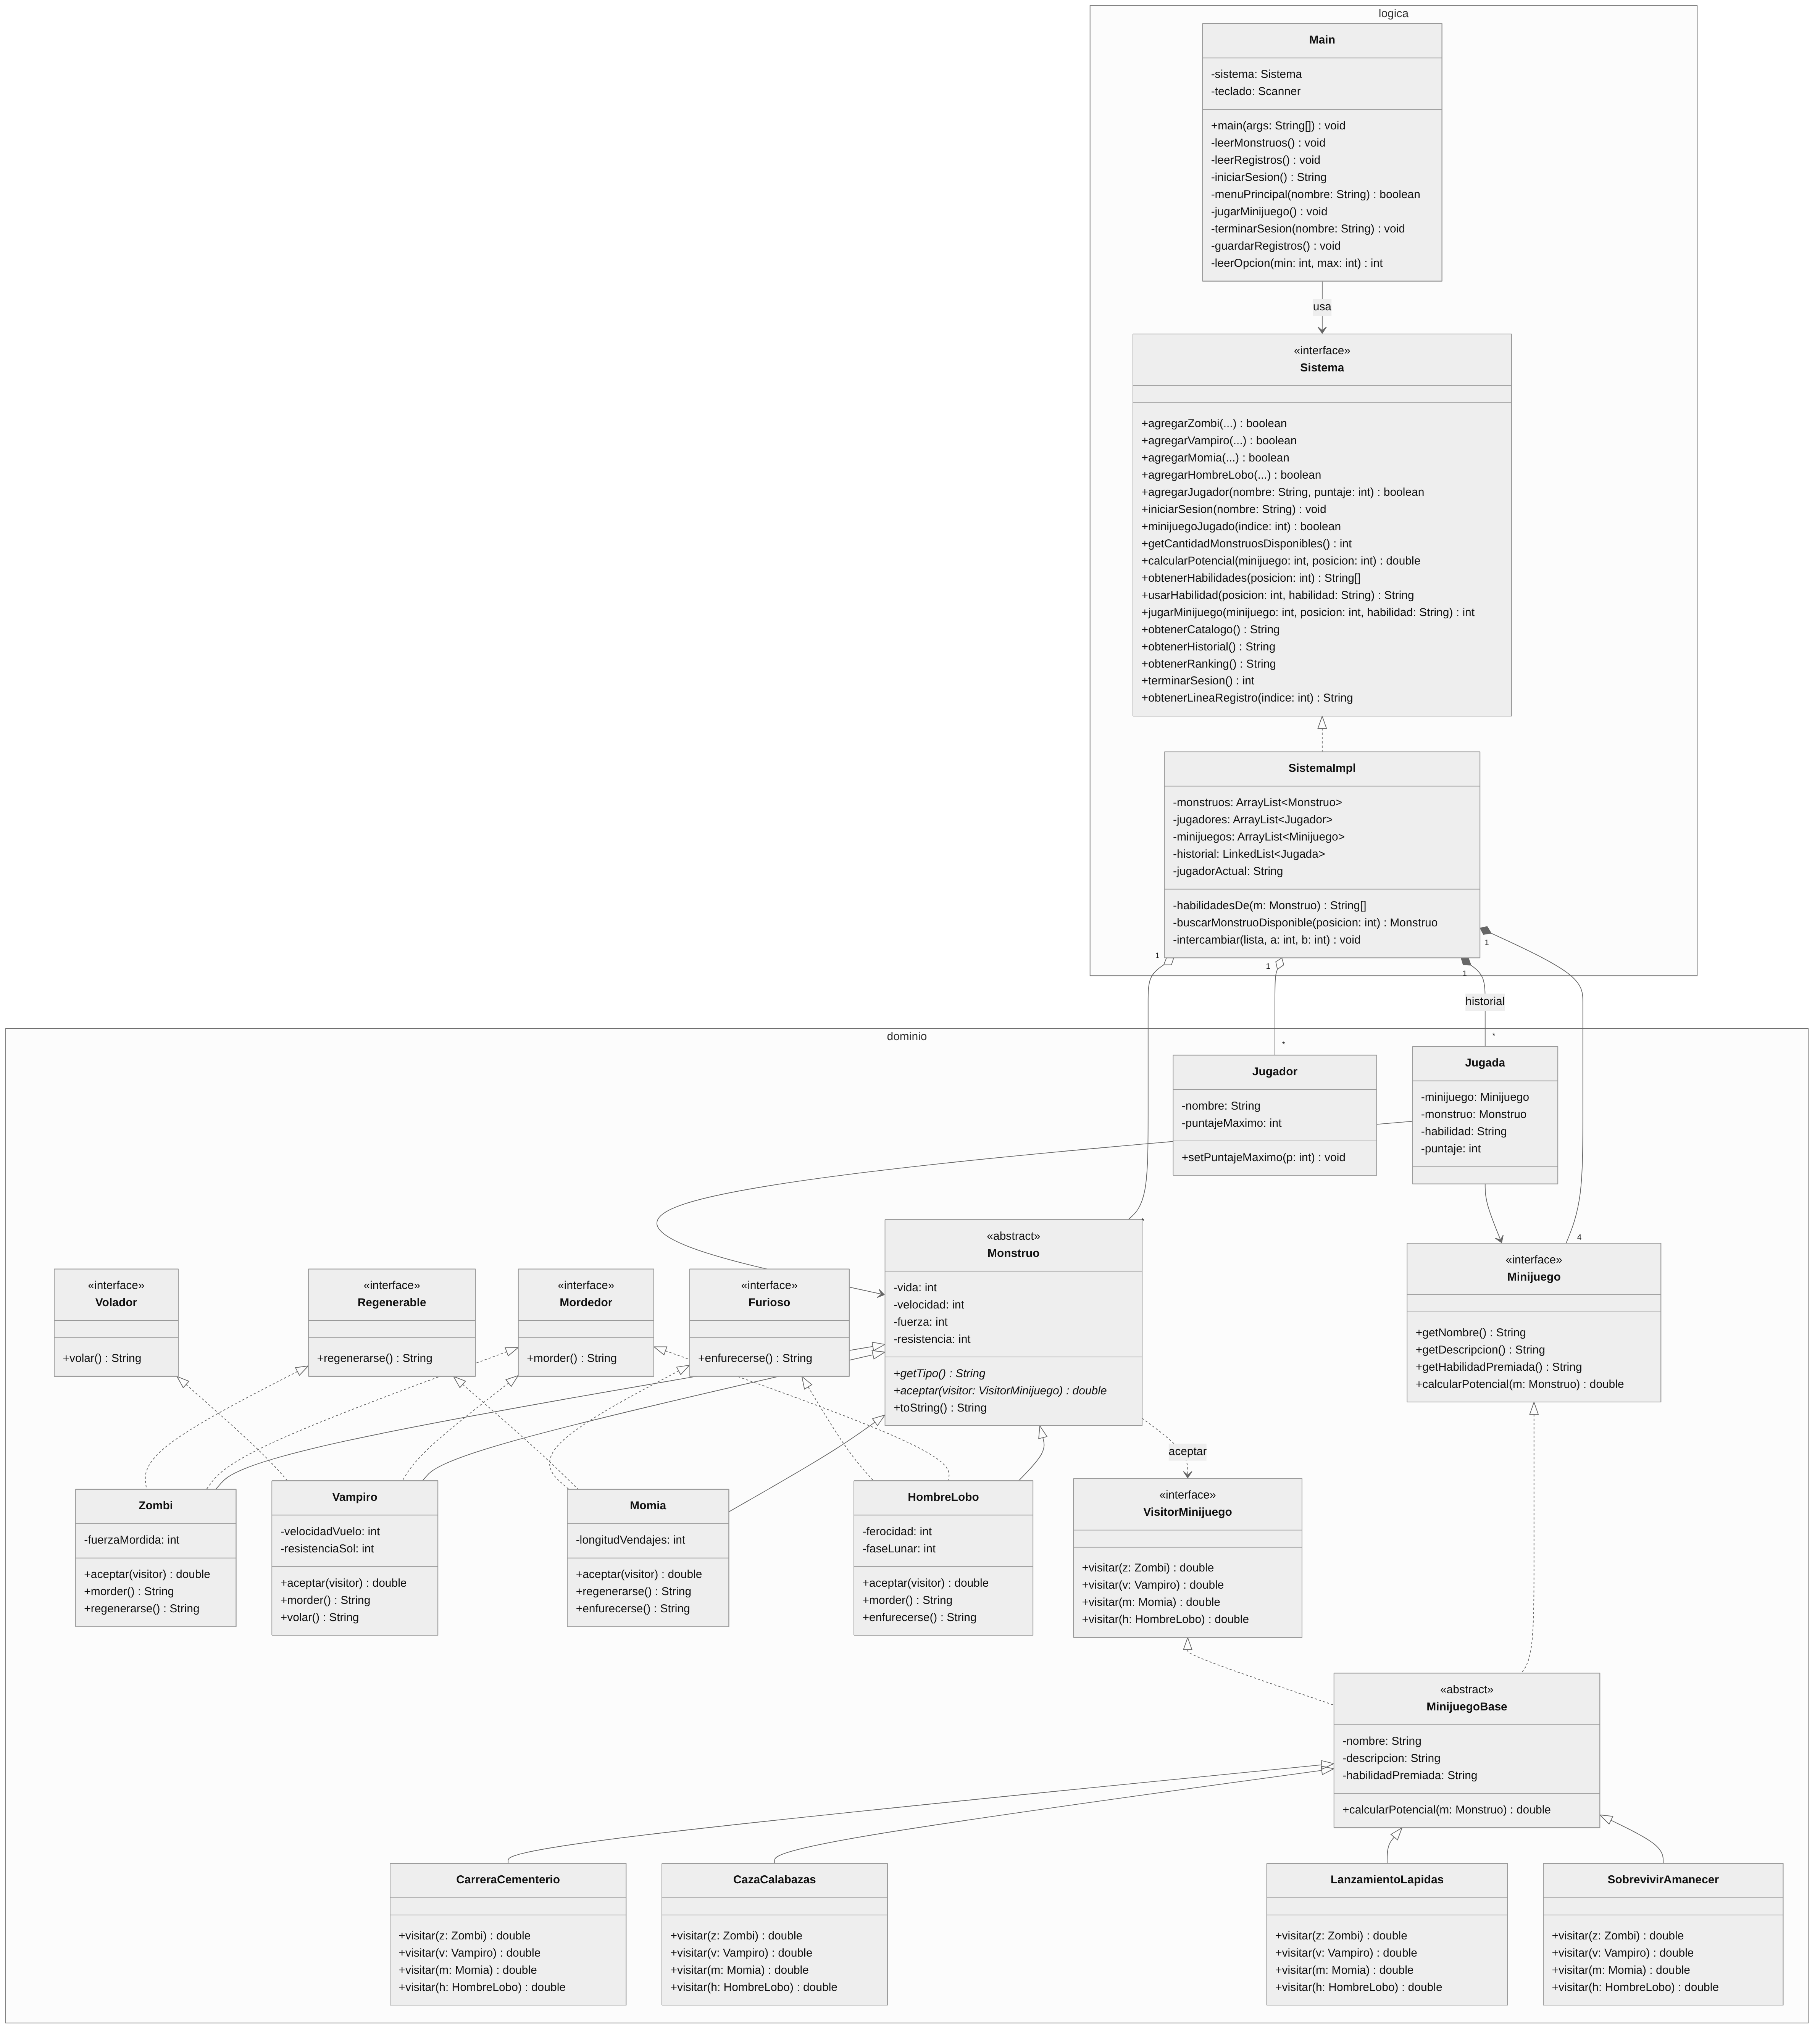 logica
Main
-sistema: Sistema
-teclado: Scanner
+main(args: String[]) : void
-leerMonstruos() : void
-leerRegistros() : void
-iniciarSesion() : String
-menuPrincipal(nombre: String) : boolean
-jugarMinijuego() : void
-terminarSesion(nombre: String) : void
-guardarRegistros() : void
-leerOpcion(min: int, max: int) : int
usa
«interface»
Sistema
+agregarZombi(...) : boolean
+agregarVampiro(...) : boolean
+agregarMomia(...) : boolean
+agregarHombreLobo(...) : boolean
+agregarJugador(nombre: String, puntaje: int) : boolean
+iniciarSesion(nombre: String) : void
+minijuegoJugado(indice: int) : boolean
+getCantidadMonstruosDisponibles() : int
+calcularPotencial(minijuego: int, posicion: int) : double
+obtenerHabilidades(posicion: int) : String[]
+usarHabilidad(posicion: int, habilidad: String) : String
+jugarMinijuego(minijuego: int, posicion: int, habilidad: String) : int
+obtenerCatalogo() : String
+obtenerHistorial() : String
+obtenerRanking() : String
+terminarSesion() : int
+obtenerLineaRegistro(indice: int) : String
SistemaImpl
-monstruos: ArrayList<Monstruo>
-jugadores: ArrayList<Jugador>
-minijuegos: ArrayList<Minijuego>
-historial: LinkedList<Jugada>
-jugadorActual: String
-habilidadesDe(m: Monstruo) : String[]
-buscarMonstruoDisponible(posicion: int) : Monstruo
-intercambiar(lista, a: int, b: int) : void
1
1
1
1
historial
dominio
*
*
Jugador
-nombre: String
-puntajeMaximo: int
+setPuntajeMaximo(p: int) : void
Jugada
-minijuego: Minijuego
-monstruo: Monstruo
-habilidad: String
-puntaje: int
*
4
«interface»
Volador
+volar() : String
«interface»
Regenerable
+regenerarse() : String
«interface»
Mordedor
+morder() : String
«interface»
Furioso
+enfurecerse() : String
«abstract»
Monstruo
-vida: int
-velocidad: int
-fuerza: int
-resistencia: int
+getTipo() : String
+aceptar(visitor: VisitorMinijuego) : double
+toString() : String
«interface»
Minijuego
+getNombre() : String
+getDescripcion() : String
+getHabilidadPremiada() : String
+calcularPotencial(m: Monstruo) : double
aceptar
Zombi
-fuerzaMordida: int
+aceptar(visitor) : double
+morder() : String
+regenerarse() : String
Vampiro
-velocidadVuelo: int
-resistenciaSol: int
+aceptar(visitor) : double
+morder() : String
+volar() : String
Momia
-longitudVendajes: int
+aceptar(visitor) : double
+regenerarse() : String
+enfurecerse() : String
HombreLobo
-ferocidad: int
-faseLunar: int
+aceptar(visitor) : double
+morder() : String
+enfurecerse() : String
«interface»
VisitorMinijuego
+visitar(z: Zombi) : double
+visitar(v: Vampiro) : double
+visitar(m: Momia) : double
+visitar(h: HombreLobo) : double
«abstract»
MinijuegoBase
-nombre: String
-descripcion: String
-habilidadPremiada: String
+calcularPotencial(m: Monstruo) : double
CarreraCementerio
+visitar(z: Zombi) : double
+visitar(v: Vampiro) : double
+visitar(m: Momia) : double
+visitar(h: HombreLobo) : double
CazaCalabazas
+visitar(z: Zombi) : double
+visitar(v: Vampiro) : double
+visitar(m: Momia) : double
+visitar(h: HombreLobo) : double
LanzamientoLapidas
+visitar(z: Zombi) : double
+visitar(v: Vampiro) : double
+visitar(m: Momia) : double
+visitar(h: HombreLobo) : double
SobrevivirAmanecer
+visitar(z: Zombi) : double
+visitar(v: Vampiro) : double
+visitar(m: Momia) : double
+visitar(h: HombreLobo) : double